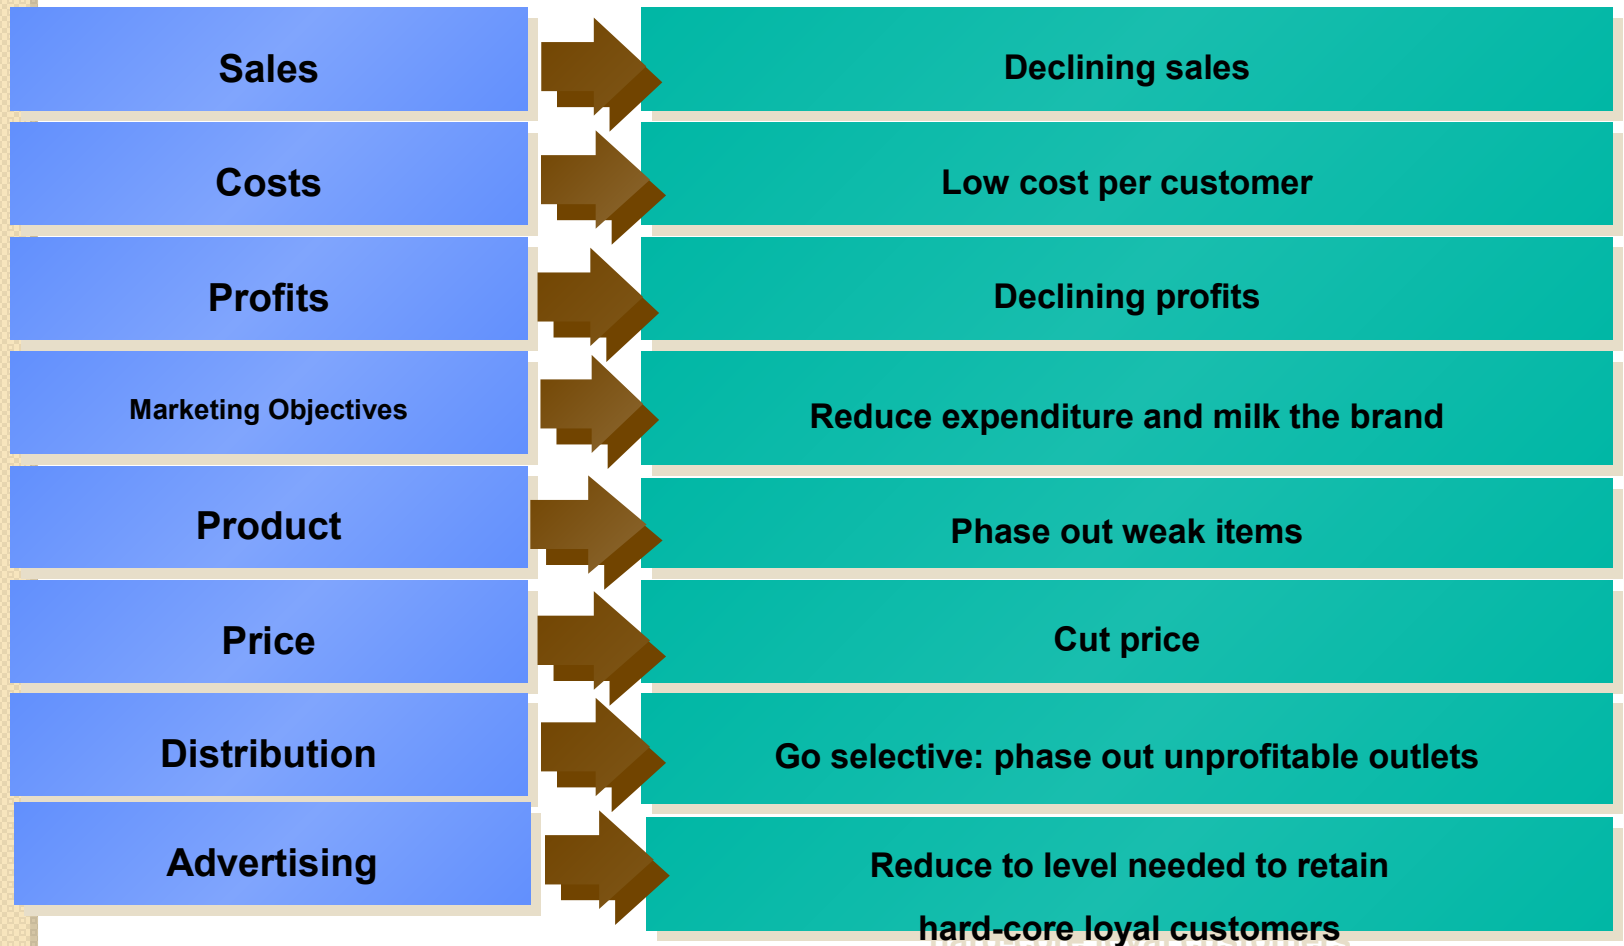 Sales
Declining sales
Costs
Low cost per customer
Profits
Declining profits
Marketing Objectives
Reduce expenditure and milk the brand
Product
Phase out weak items
Price
Cut price
Distribution
Go selective: phase out unprofitable outlets
Advertising
Reduce to level needed to retain
hard-core loyal customers